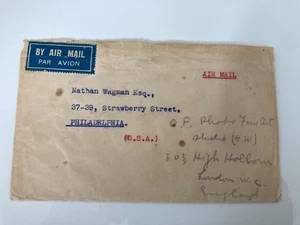 BY AIR MAIL
PAR AVION
AIR MAIL
Nathan Wagman Esq.,
37-39, Strawberry Street.
PHILADELPHIA.
(U.S.A.)
303 High Holborn
London W.C.
England